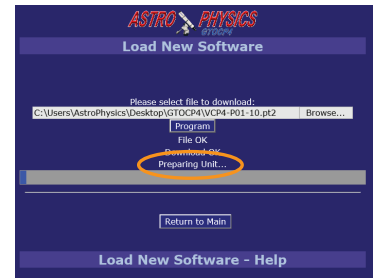 ASTRO PHYSICS
GTOCP4
Load New Software
Please select file to download:
C:\Users\AstroPhysics\Desktop\GTOCP4\VCP4-P01-10.pt2 Browse...
Program
File OK
Download OK
Preparing Unit...
Return to Main
Load New Software - Help